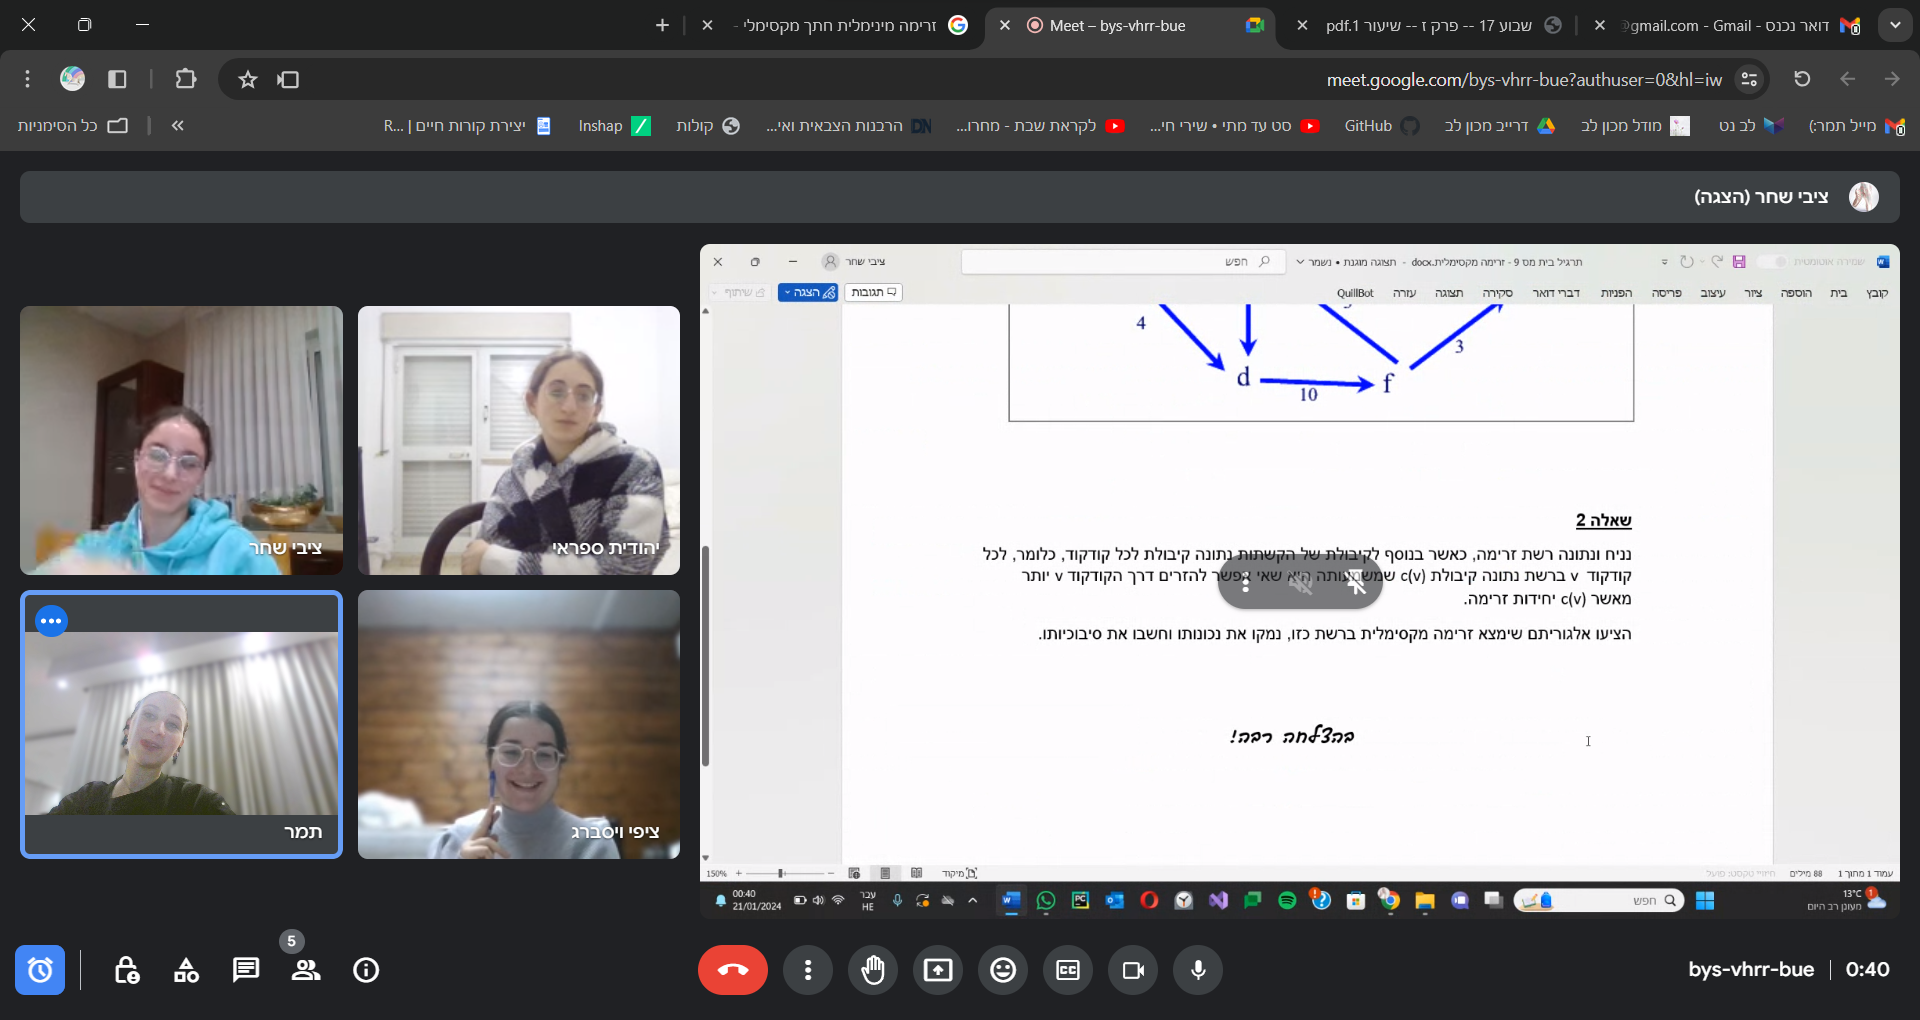 דואר נכנס - Gmail - @gmail.com
שבוע 17 -- פרק ז -- שיעור 1.pdf
Meet – bys-vhrr-bue
זרימה מינימלית חתך מקסימלי -
meet.google.com/bys-vhrr-bue?authuser=0&hl=iw
מייל תמר:)
לב נט
מודל מכון לב
דרייב מכון לב
GitHub
סט עד מתי • שירי חי...
לקראת שבת - מחרו...
הרבנות הצבאית ואי...
קולות
Inshap
יצירת קורות חיים | R...
כל הסימניות
ציבי שחר (הצגה)
ציבי שחר
יהודית ספראי
תמר
ציפי ויסברג
שמירה אוטומטית
תרגיל בית מס 9 - זרימה מקסימלית.docx - תצוגה מוגנת • נשמר
חפש
ציבי שחר
קובץ
בית
הוספה
ציור
עיצוב
פריסה
הפניות
דברי דואר
סקירה
תצוגה
עזרה
QuillBot
תגובות
הצגה
שיתוף
4
3
d
10
f
שאלה 2
נניח ונתונה רשת זרימה, כאשר בנוסף לקיבולת של הקשתות נתונה קיבולת לכל קודקוד, כלומר, לכל
קודקוד v ברשת נתונה קיבולת c(v) שמשמעותה היא שאי אפשר להזרים דרך הקודקוד v יותר
מאשר c(v) יחידות זרימה.
הציעו אלגוריתם שימצא זרימה מקסימלית ברשת כזו, נמקו את נכונותו וחשבו את סיבוכיותו.
בהצלחה רבה!
עמוד 1 מתוך 1
88 מילים
מיקוד
150%
13°C
מעונן רב היום
1
חפש
עבר
HE
00:40
21/01/2024
5
bys-vhrr-bue
0:40